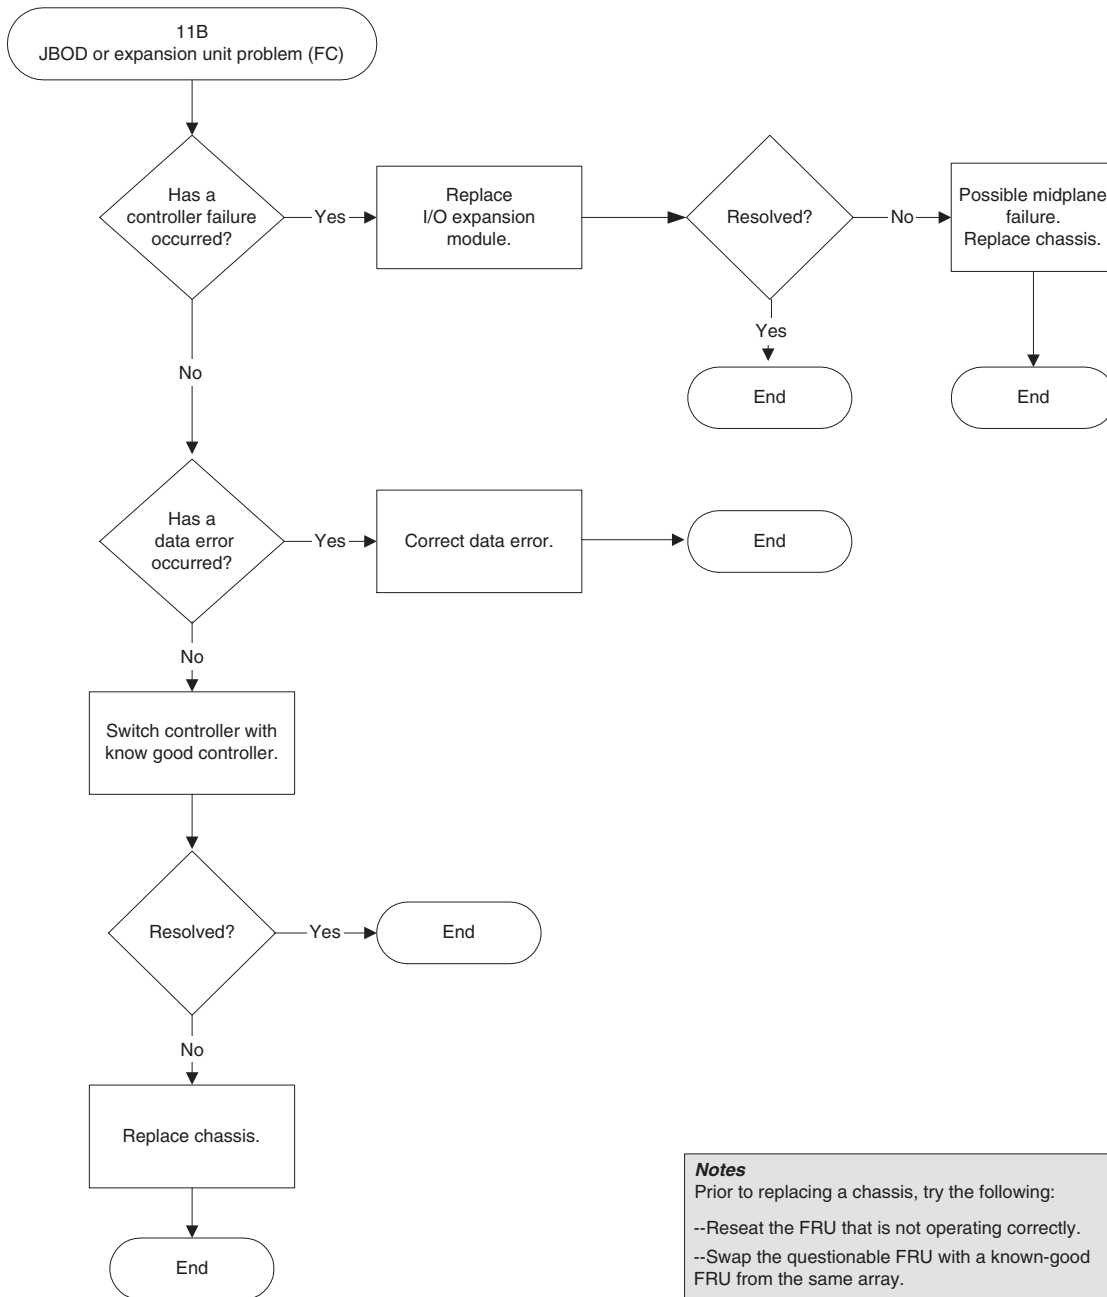 11B
JBOD or expansion unit problem (FC)
Has a
controller failure
occurred?
Yes
Replace
I/O expansion
module.
Resolved?
No
Possible midplane
failure.
Replace chassis.
Yes
End
End
No
Has a
data error
occurred?
Yes
Correct data error.
End
No
Switch controller with
know good controller.
Resolved?
Yes
End
No
Replace chassis.
End
Notes
Prior to replacing a chassis, try the following:
--Reseat the FRU that is not operating correctly.
--Swap the questionable FRU with a known-good
FRU from the same array.